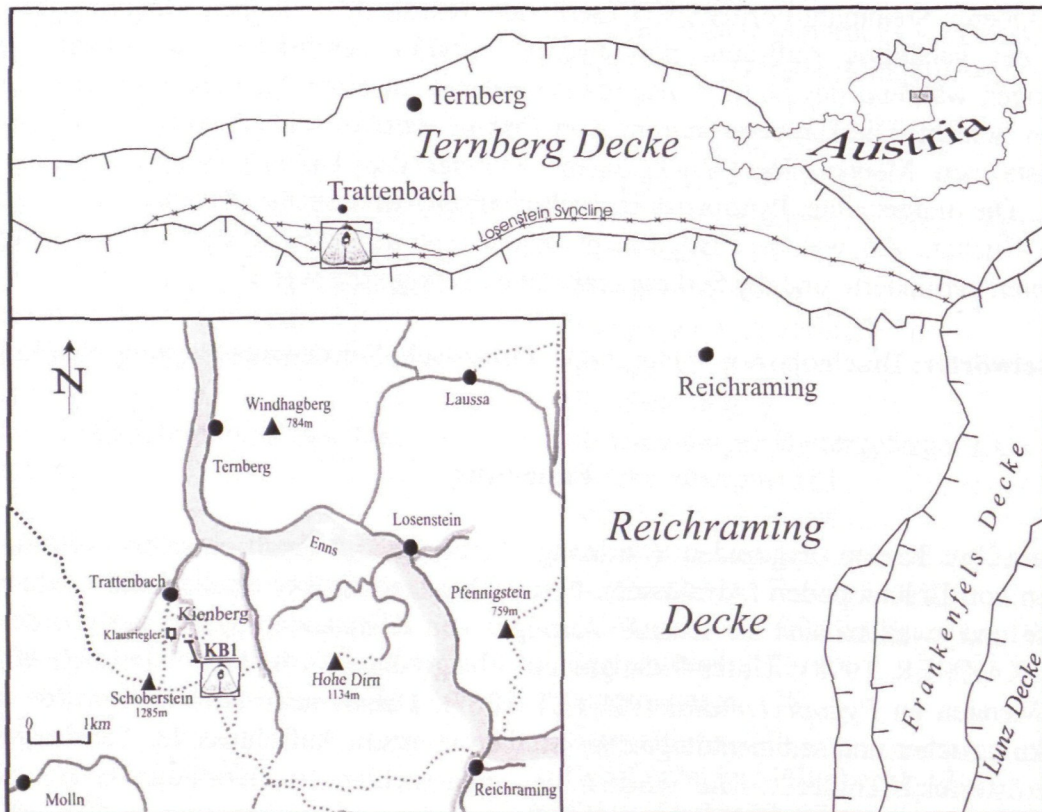 Ternberg
Ternberg Decke
Austria
Trattenbach
Losenstein Syncline
Reichraming
Reichraming
Decke
Frankenfels Decke
Lunz Decke
N
Windhagberg
784m
Laussa
Ternberg
Enns
Losenstein
Trattenbach
Kienberg
Klausriegler
KB1
Pfennigstein
759m
Hohe Dirn
1134m
Schoberstein
1285m
0 1km
Molln
Reichraming